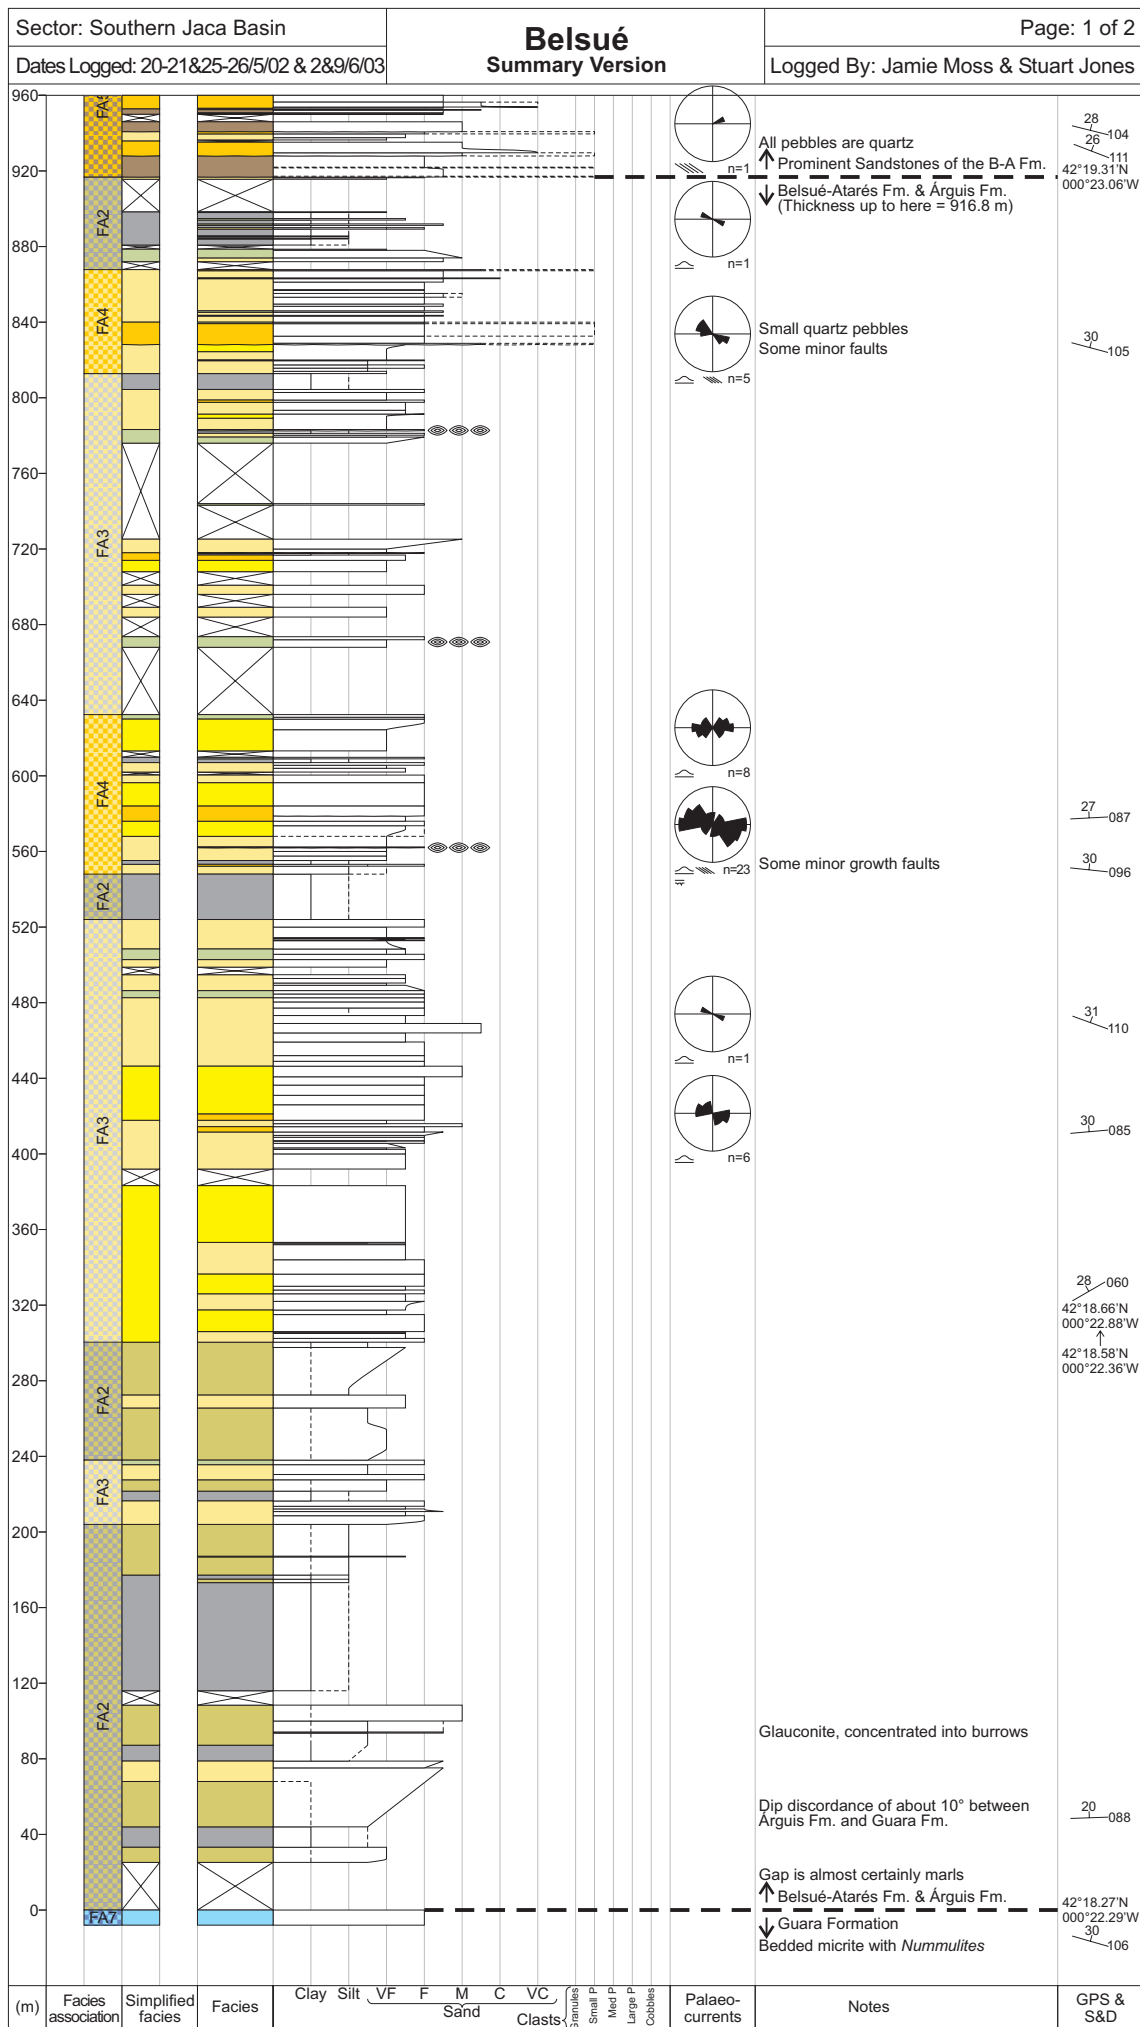 Sector: Southern Jaca Basin
Dates Logged: 20-21&25-26/5/02 & 2&9/6/03
Belsué
Summary Version
Page: 1 of 2
Logged By: Jamie Moss & Stuart Jones
960
FA5
28
104
All pebbles are quartz
26
111
920
n=1
Prominent Sandstones of the B-A Fm.
42°19.31'N
000°23.06'W
Belsué-Atarés Fm. & Árguis Fm.
(Thickness up to here = 916.8 m)
FA2
880
n=1
FA4
840
Small quartz pebbles
Some minor faults
30
105
n=5
800
760
FA3
720
680
640
n=8
600
FA4
27
087
560
Some minor growth faults
n=23
30
096
FA2
520
480
31
110
n=1
440
FA3
30
085
400
n=6
360
28
060
320
42°18.66'N
000°22.88'W
42°18.58'N
000°22.36'W
FA2
280
240
FA3
200
160
120
FA2
Glauconite, concentrated into burrows
80
Dip discordance of about 10° between
Árguis Fm. and Guara Fm.
20
088
40
Gap is almost certainly marls
Belsué-Atarés Fm. & Árguis Fm.
0
42°18.27'N
000°22.29'W
FA7
Guara Formation
Bedded micrite with Nummulites
30
106
(m)
Facies
association
Simplified
facies
Facies
Clay Silt VF F M C VC
Sand
Clasts
Granules
Small P
Med P
Large P
Cobbles
Palaeo-
currents
Notes
GPS &
S&D